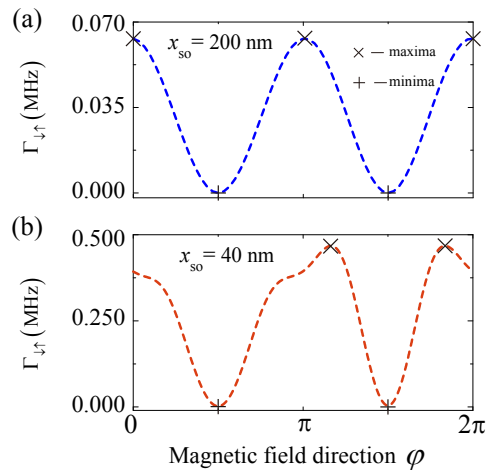 (a)
0.070
0.035
0.000
Γ↓↑ (MHz)
x_so = 200 nm
× — maxima
+ — minima
(b)
0.500
0.250
0.000
Γ↓↑ (MHz)
x_so = 40 nm
0 π 2π
Magnetic field direction φ